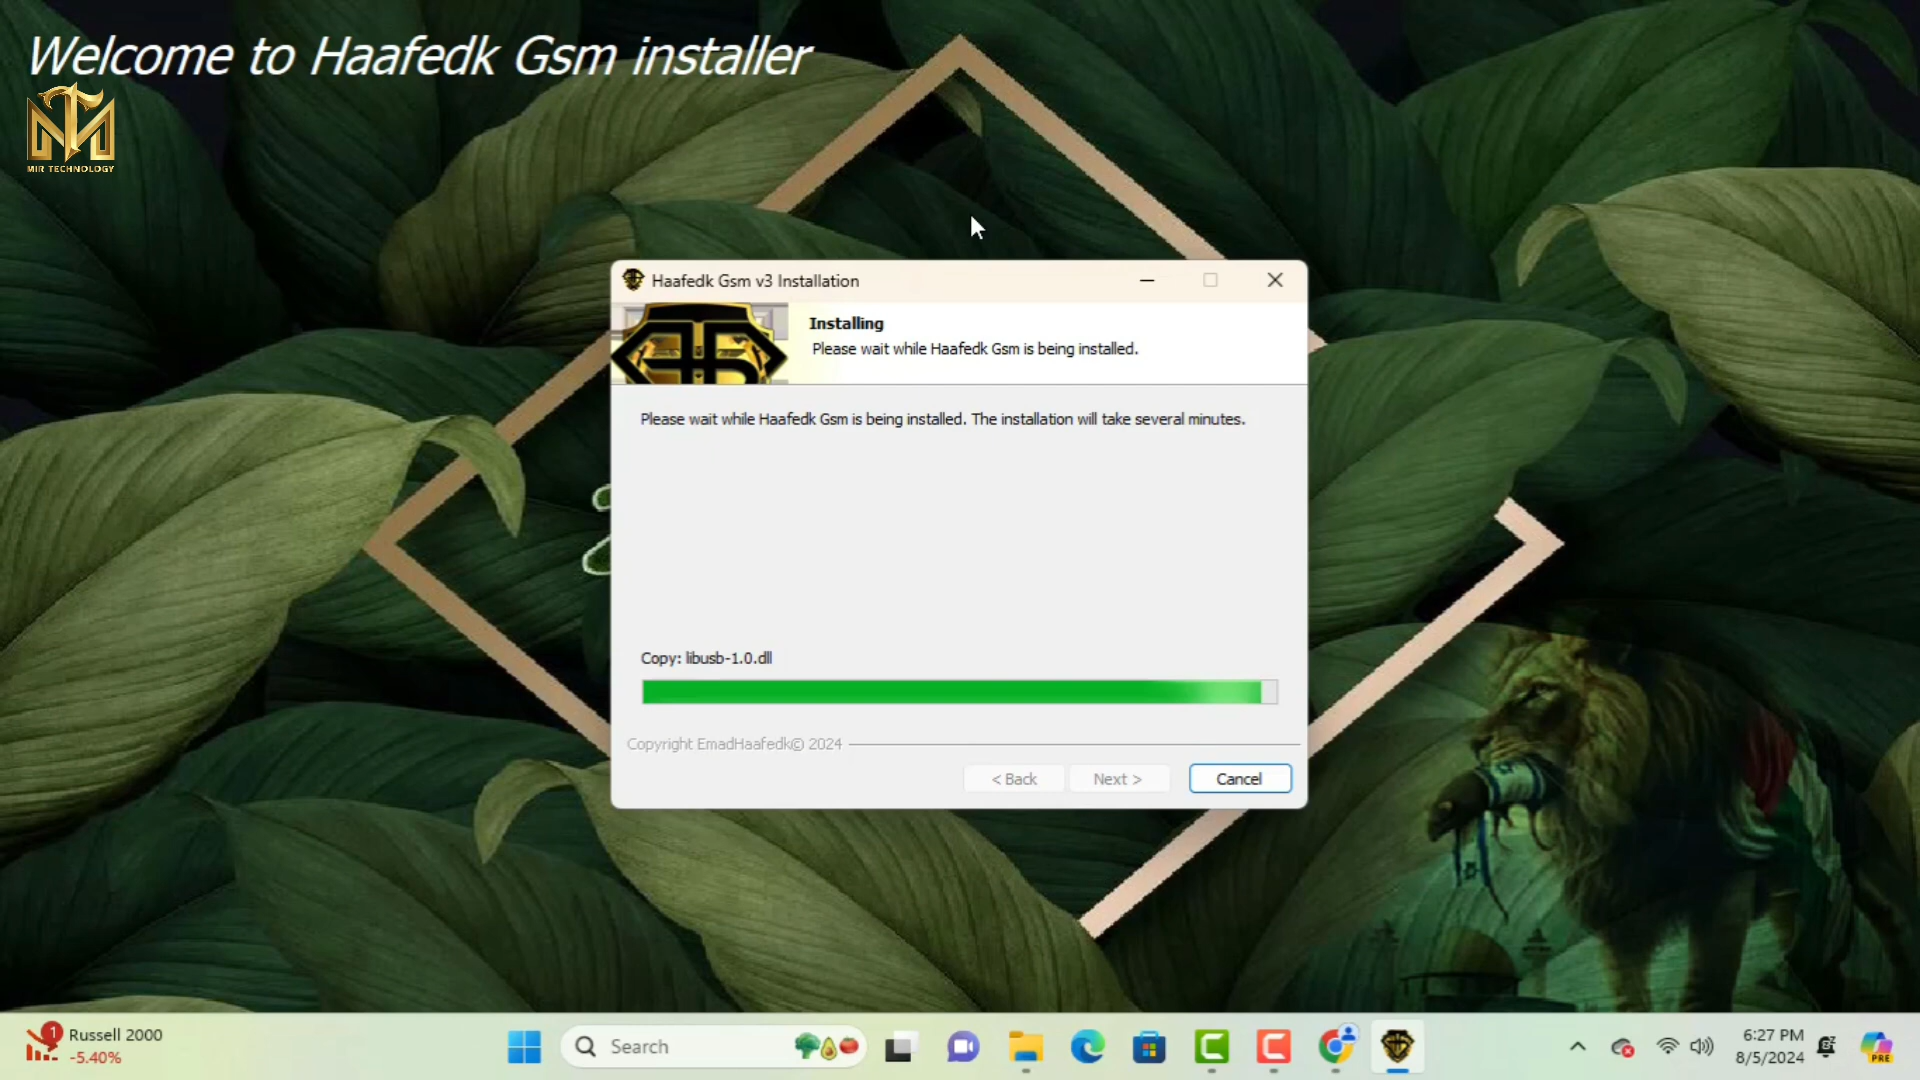 Welcome to Haafedk Gsm installer
MIR TECHNOLOGY
Haafedk Gsm v3 Installation
Installing
Please wait while Haafedk Gsm is being installed.
Please wait while Haafedk Gsm is being installed. The installation will take several minutes.
Copy: libusb-1.0.dll
Copyright EmadHaafedk© 2024
< Back
Next >
Cancel
1
Russell 2000
-5.40%
Search
6:27 PM
8/5/2024
PRE